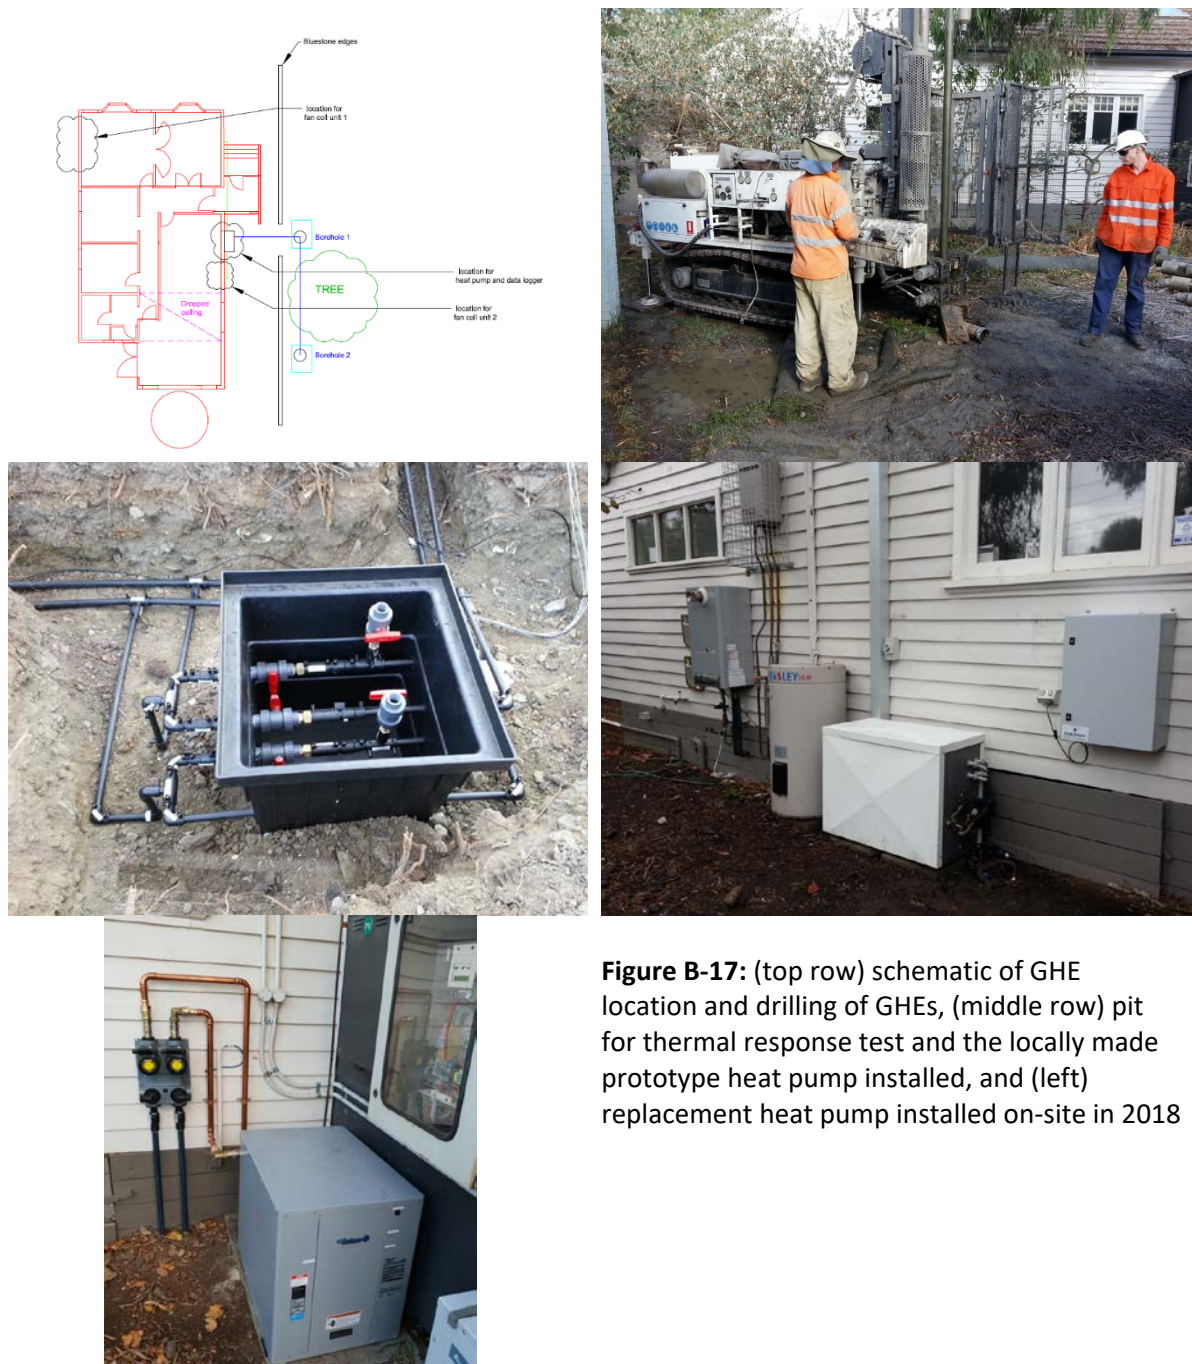 Bluestone edges
location for
fan coil unit 1
Borehole 1
location for
heat pump and data logger
TREE
location for
fan coil unit 2
Dropped
ceiling
Borehole 2
Figure B-17: (top row) schematic of GHE
location and drilling of GHEs, (middle row) pit
for thermal response test and the locally made
prototype heat pump installed, and (left)
replacement heat pump installed on-site in 2018